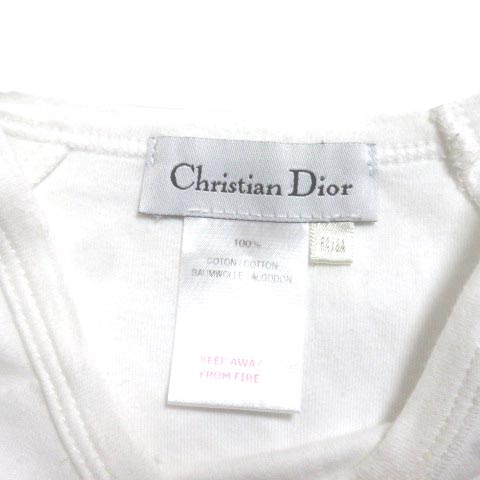 Christian Dior
100%
COTON / COTTON
BAUMWOLLE / ALGODON
KEEP AWAY
FROM FIRE